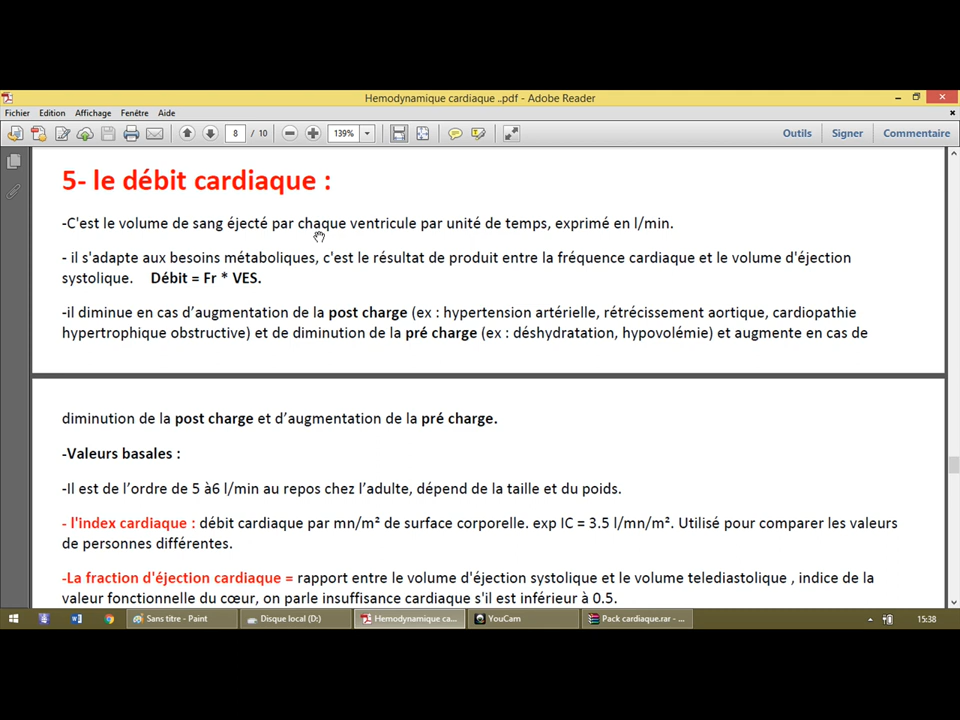 Hemodynamique cardiaque ..pdf - Adobe Reader
Fichier Edition Affichage Fenêtre Aide
8 / 10 139% Outils Signer Commentaire
5- le débit cardiaque :
-C'est le volume de sang éjecté par chaque ventricule par unité de temps, exprimé en l/min.
- il s'adapte aux besoins métaboliques, c'est le résultat de produit entre la fréquence cardiaque et le volume d'éjection
systolique. Débit = Fr * VES.
-il diminue en cas d'augmentation de la post charge (ex : hypertension artérielle, rétrécissement aortique, cardiopathie
hypertrophique obstructive) et de diminution de la pré charge (ex : déshydratation, hypovolémie) et augmente en cas de
diminution de la post charge et d'augmentation de la pré charge.
-Valeurs basales :
-Il est de l'ordre de 5 à6 l/min au repos chez l'adulte, dépend de la taille et du poids.
- l'index cardiaque : débit cardiaque par mn/m² de surface corporelle. exp IC = 3.5 l/mn/m². Utilisé pour comparer les valeurs
de personnes différentes.
-La fraction d'éjection cardiaque = rapport entre le volume d'éjection systolique et le volume telediastolique , indice de la
valeur fonctionnelle du cœur, on parle insuffisance cardiaque s'il est inférieur à 0.5.
Sans titre - Paint Disque local (D:) Hemodynamique ca... YouCam Pack cardiaque.rar - ... 15:38